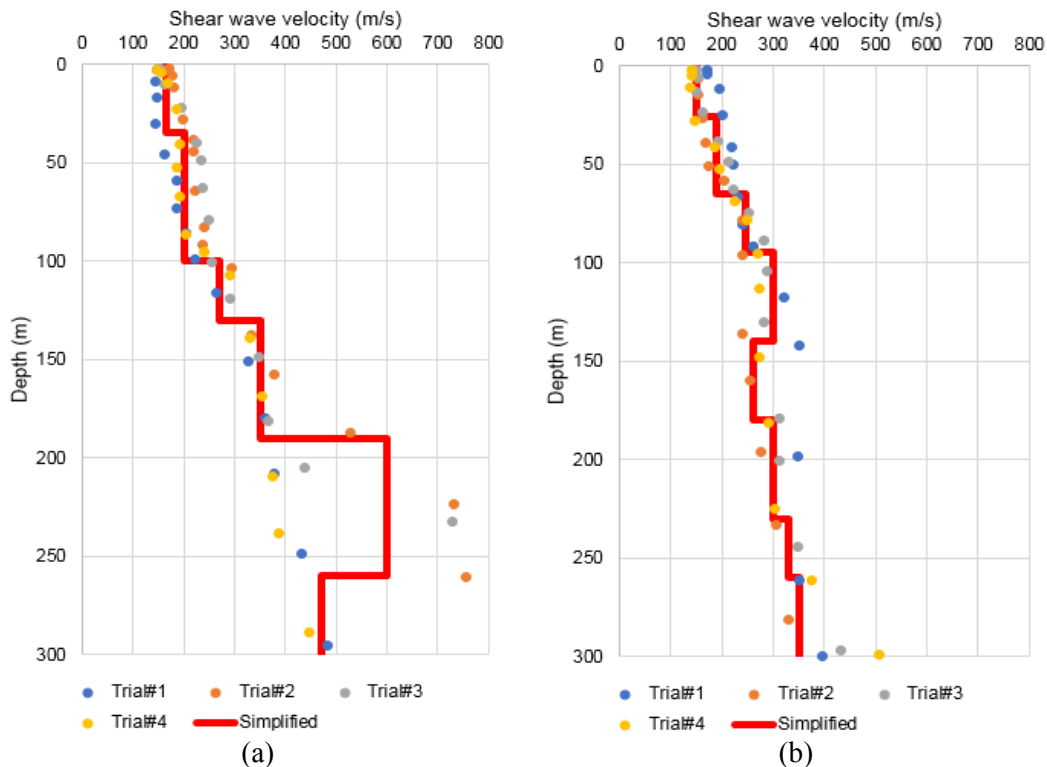 Shear wave velocity (m/s)
0 100 200 300 400 500 600 700 800
0
50
100
150
200
250
300
Depth (m)
Trial#1 Trial#2 Trial#3
Trial#4 Simplified
(a)
Shear wave velocity (m/s)
0 100 200 300 400 500 600 700 800
0
50
100
150
200
250
300
Depth (m)
Trial#1 Trial#2 Trial#3
Trial#4 Simplified
(b)